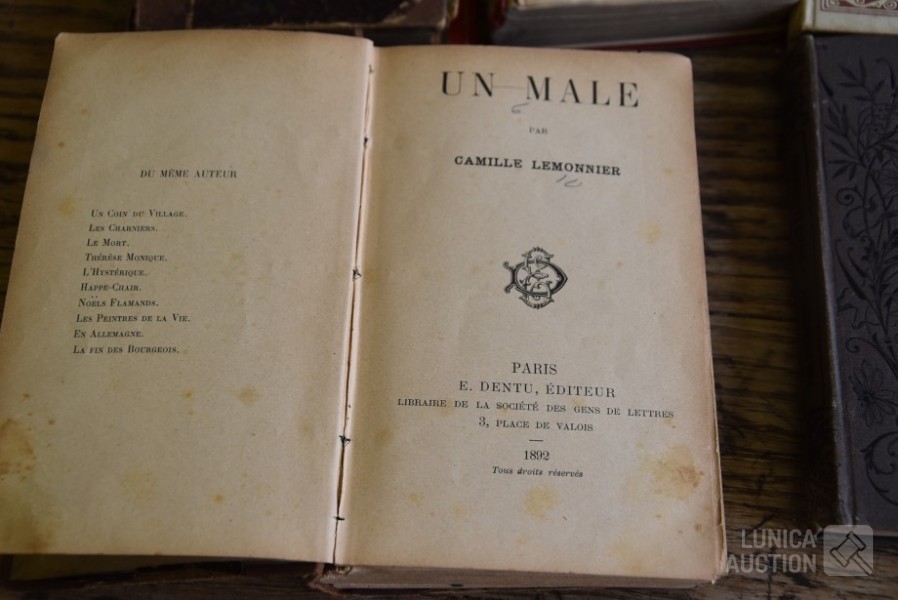 DU MÊME AUTEUR
UN COIN DU VILLAGE.
LES CHARNIERS.
LE MORT.
THÉRÈSE MONIQUE.
L'HYSTÉRIQUE.
HAPPE-CHAIR.
NOËLS FLAMANDS.
LES PEINTRES DE LA VIE.
EN ALLEMAGNE.
LA FIN DES BOURGEOIS.
UN MALE
PAR
CAMILLE LEMONNIER
PARIS
E. DENTU, ÉDITEUR
LIBRAIRE DE LA SOCIÉTÉ DES GENS DE LETTRES
3, PLACE DE VALOIS
1892
Tous droits réservés
LUNICA
AUCTION